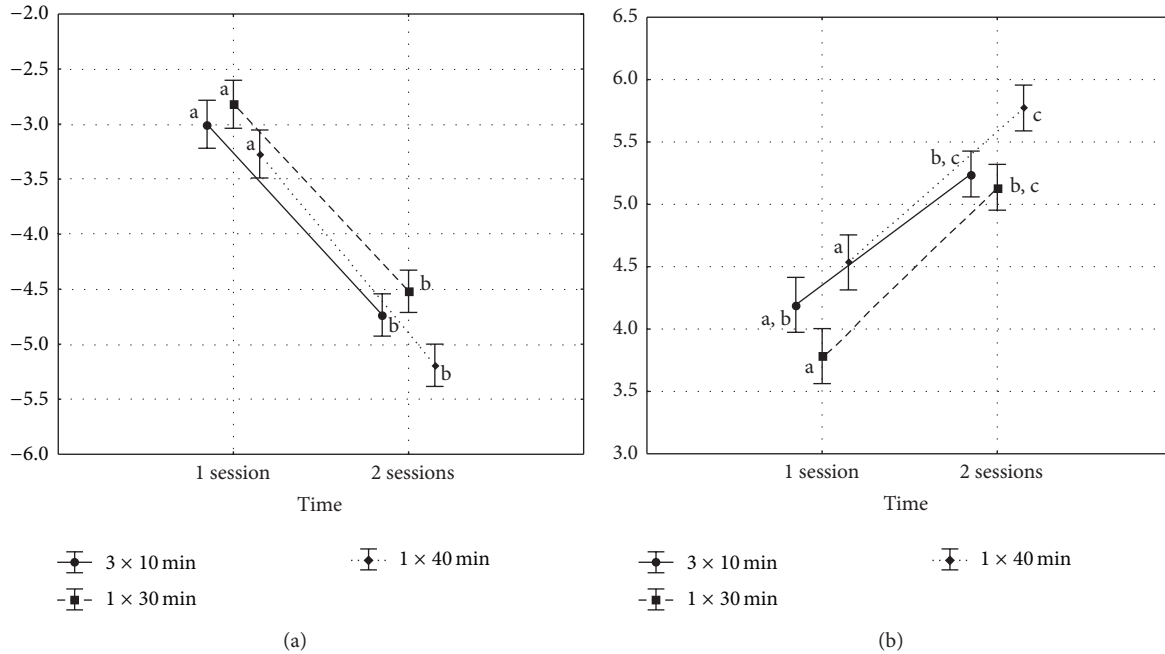 −2.0
−2.5
−3.0
−3.5
−4.0
−4.5
−5.0
−5.5
−6.0
a
a
a
b
b
b
1 session
2 sessions
Time
3 × 10 min
1 × 40 min
1 × 30 min
(a)
6.5
6.0
5.5
5.0
4.5
4.0
3.5
3.0
c
b, c
b, c
a
a, b
a
1 session
2 sessions
Time
3 × 10 min
1 × 40 min
1 × 30 min
(b)